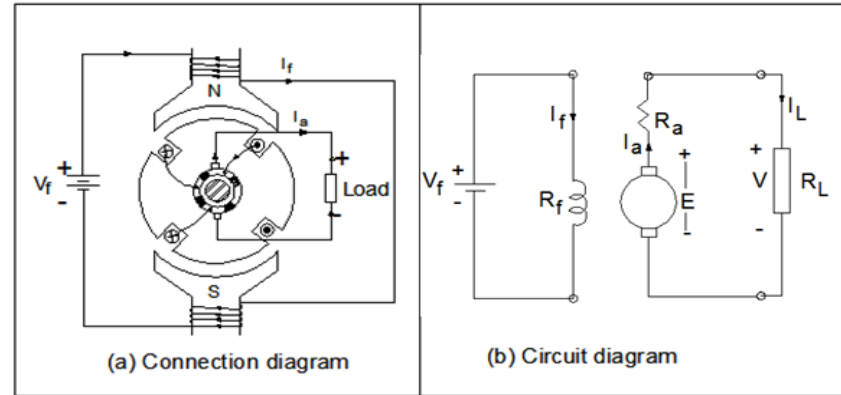 I_f
N
I_a
+
V_f
-
+
Load
-
S
(a) Connection diagram
I_f
R_a
I_L
I_a
+
V_f
-
R_f
+
E
-
+
V
-
R_L
(b) Circuit diagram